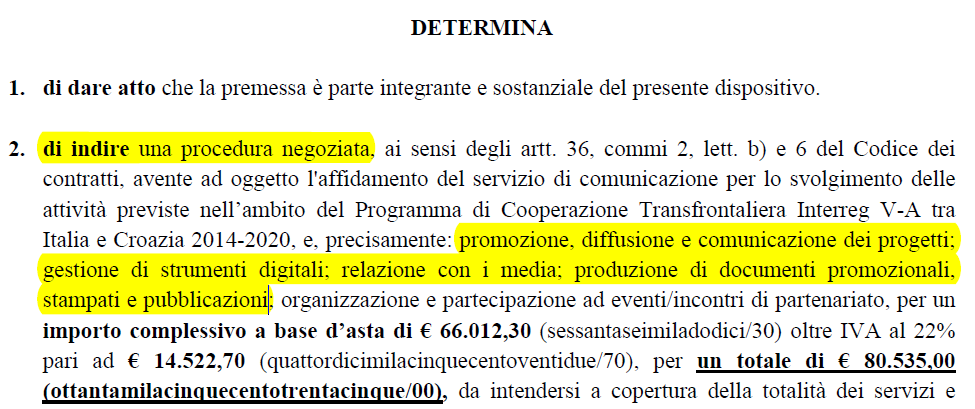 DETERMINA
1. di dare atto che la premessa è parte integrante e sostanziale del presente dispositivo.
2. di indire una procedura negoziata, ai sensi degli artt. 36, commi 2, lett. b) e 6 del Codice dei
contratti, avente ad oggetto l'affidamento del servizio di comunicazione per lo svolgimento delle
attività previste nell’ambito del Programma di Cooperazione Transfrontaliera Interreg V-A tra
Italia e Croazia 2014-2020, e, precisamente: promozione, diffusione e comunicazione dei progetti;
gestione di strumenti digitali; relazione con i media; produzione di documenti promozionali,
stampati e pubblicazioni; organizzazione e partecipazione ad eventi/incontri di partenariato, per un
importo complessivo a base d’asta di € 66.012,30 (sessantaseimiladodici/30) oltre IVA al 22%
pari ad € 14.522,70 (quattordicimilacinquecentoventidue/70), per un totale di € 80.535,00
(ottantamilacinquecentotrentacinque/00), da intendersi a copertura della totalità dei servizi e